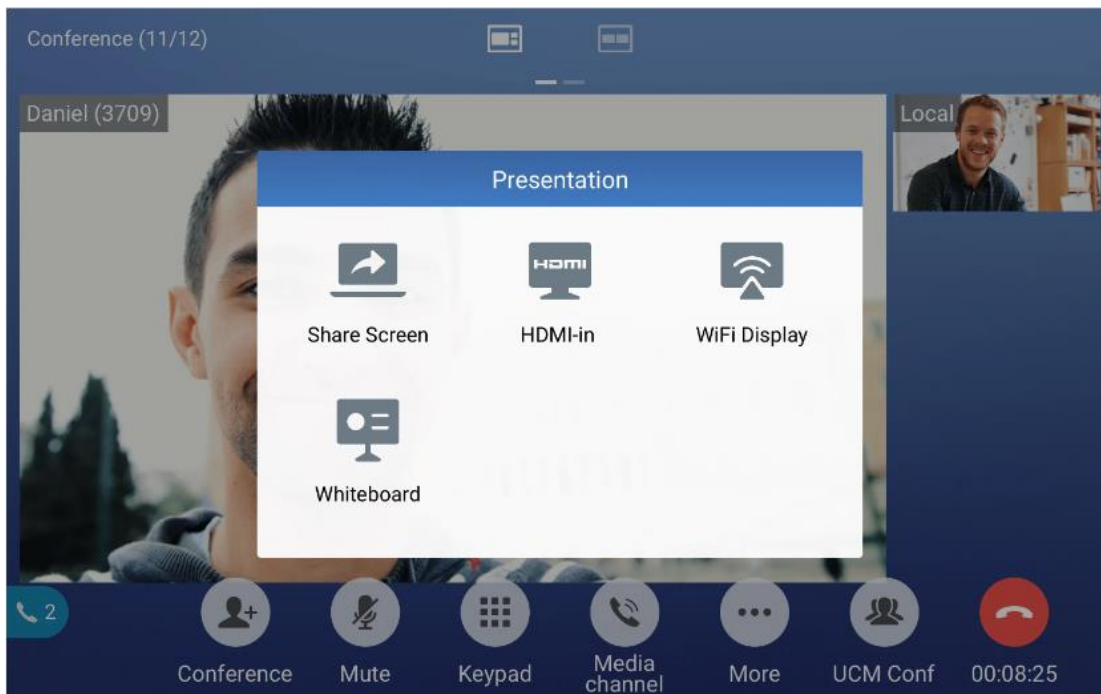 Conference (11/12)
Daniel (3709)
Local
Presentation
HDMI
Share Screen
HDMI-in
WiFi Display
Whiteboard
2
Conference
Mute
Keypad
Media
channel
More
UCM Conf
00:08:25